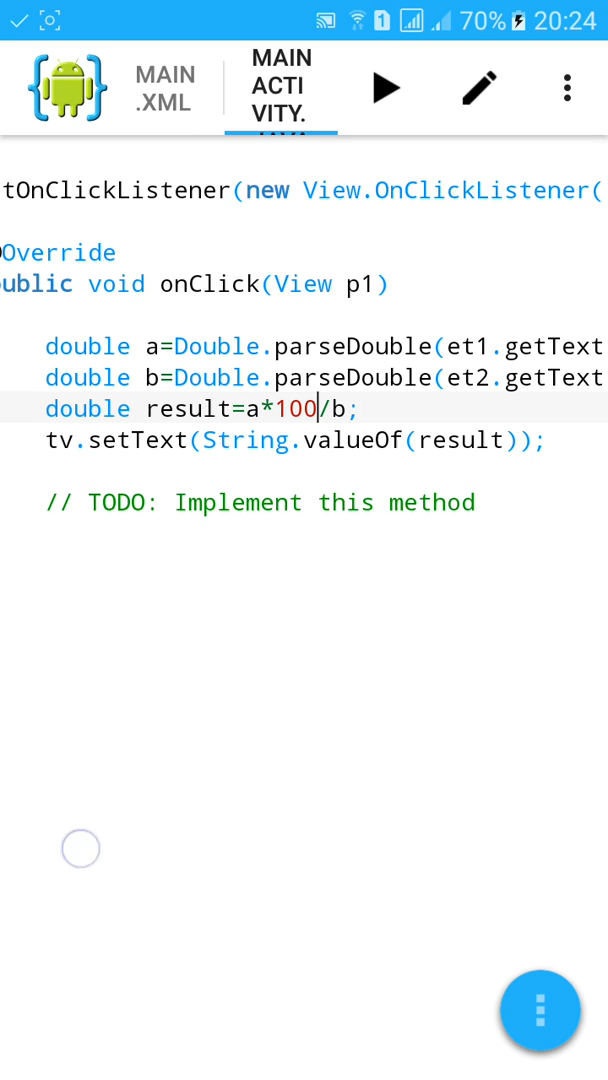 1 70% 20:24
MAIN
.XML
MAIN
ACTI
VITY.
tOnClickListener(new View.OnClickListener(
Override
ublic void onClick(View p1)
double a=Double.parseDouble(et1.getText
double b=Double.parseDouble(et2.getText
double result=a*100/b;
tv.setText(String.valueOf(result));
// TODO: Implement this method